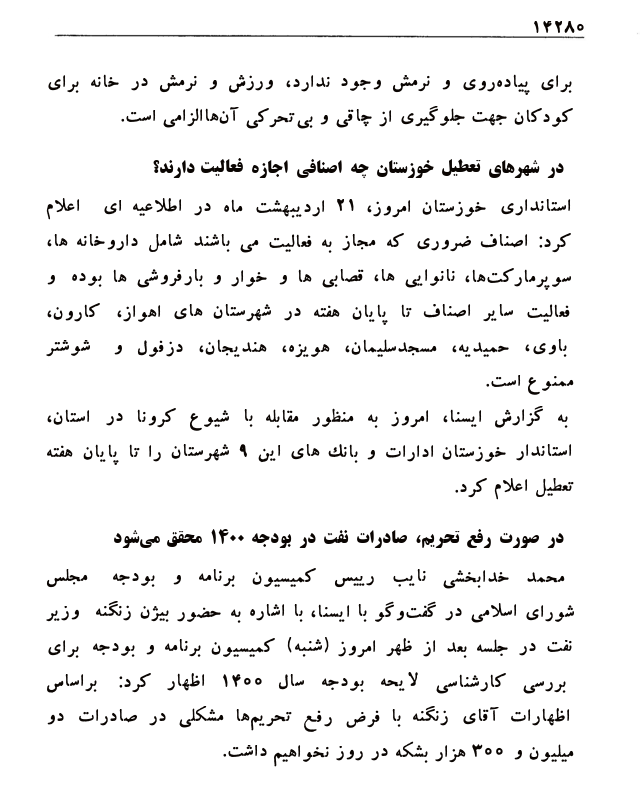 ۱۴۲۸۰
برای پیاده‌روی و نرمش وجود ندارد، ورزش و نرمش در خانه برای
کودکان جهت جلوگیری از چاقی و بی‌تحرکی آن‌هاالزامی است.
در شهرهای تعطیل خوزستان چه اصنافی اجازه فعالیت دارند؟
استانداری خوزستان امروز، ۲۱ اردیبهشت ماه در اطلاعیه ای اعلام
کرد: اصناف ضروری که مجاز به فعالیت می باشند شامل داروخانه ها،
سوپرمارکت‌ها، نانوایی ها، قصابی ها و خوار و بارفروشی ها بوده و
فعالیت سایر اصناف تا پایان هفته در شهرستان های اهواز، کارون،
باوی، حمیدیه، مسجدسلیمان، هویزه، هندیجان، دزفول و شوشتر
ممنوع است.
به گزارش ایسنا، امروز به منظور مقابله با شیوع کرونا در استان،
استاندار خوزستان ادارات و بانك های این ۹ شهرستان را تا پایان هفته
تعطیل اعلام کرد.
در صورت رفع تحریم، صادرات نفت در بودجه ۱۴۰۰ محقق می‌شود
محمد خدابخشی نایب رییس کمیسیون برنامه و بودجه مجلس
شورای اسلامی در گفت‌وگو با ایسنا، با اشاره به حضور بیژن زنگنه وزیر
نفت در جلسه بعد از ظهر امروز (شنبه) کمیسیون برنامه و بودجه برای
بررسی کارشناسی لایحه بودجه سال ۱۴۰۰ اظهار کرد: براساس
اظهارات آقای زنگنه با فرض رفع تحریم‌ها مشکلی در صادرات دو
میلیون و ۳۰۰ هزار بشکه در روز نخواهیم داشت.